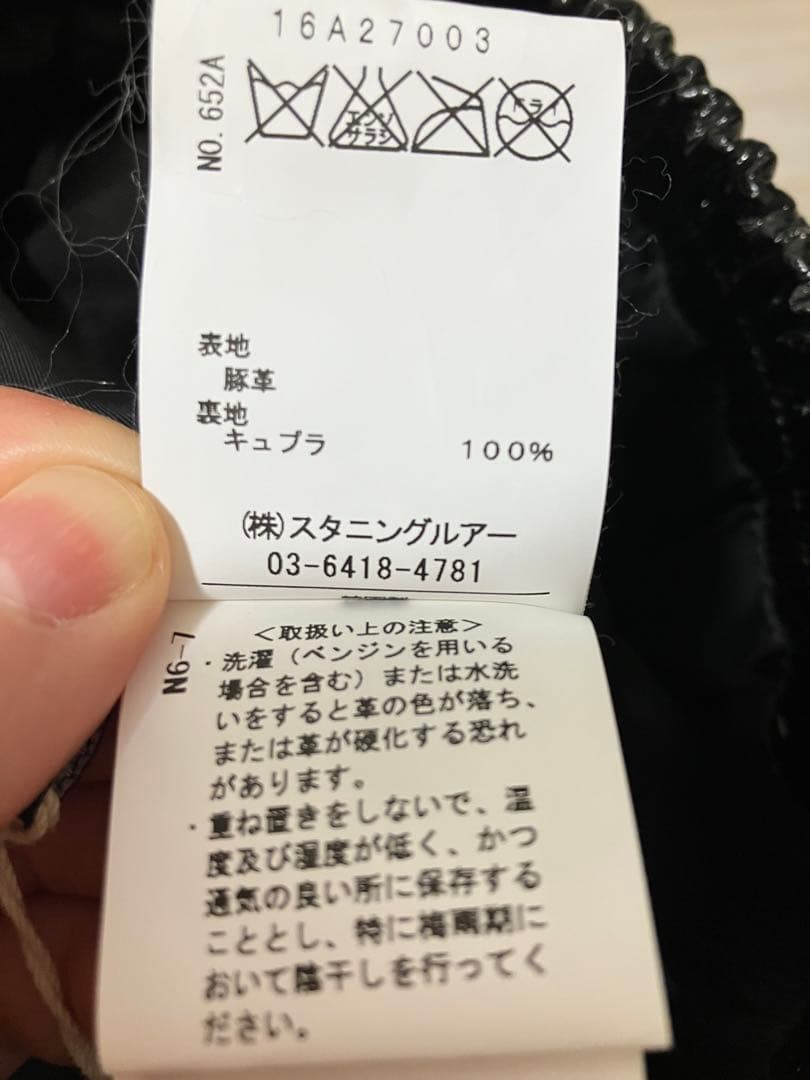 16A27003
NO. 652A
エンソ
サラシ
ドライ
表地
豚革
裏地
キュプラ 100%
(株)スタニングルアー
03-6418-4781
N6-7
<取扱い上の注意>
・洗濯(ベンジンを用いる
場合を含む)または水洗
いをすると革の色が落ち、
または革が硬化する恐れ
があります。
・重ね置きをしないで、温
度及び湿度が低く、かつ
通気の良い所に保存する
こととし、特に梅雨期に
おいて陰干しを行ってく
ださい。